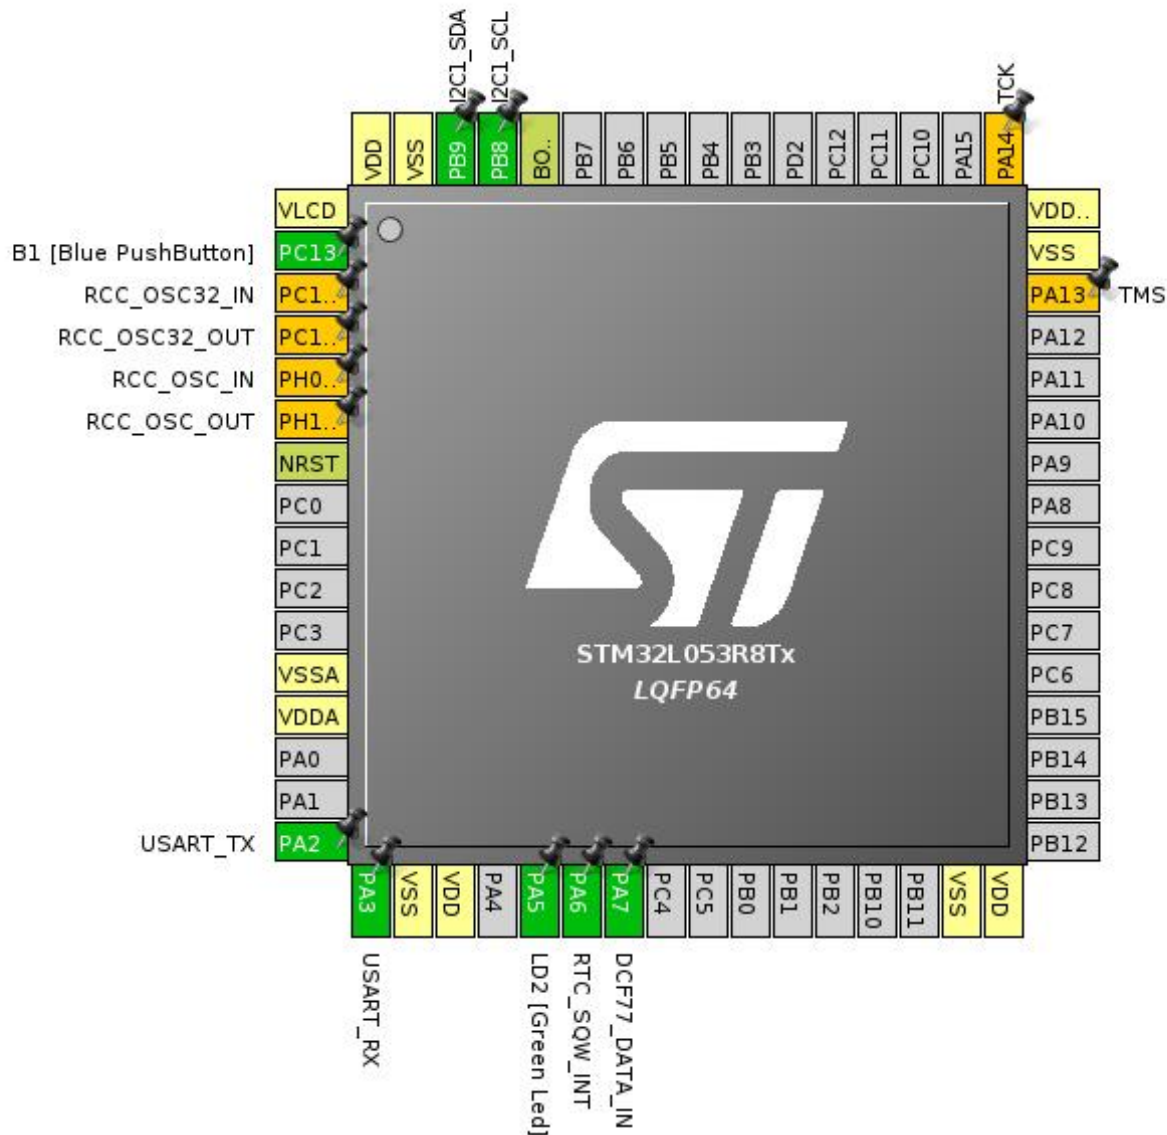 I2C1_SDA
I2C1_SCL
TCK
VDD
VSS
PB9
PB8
BO..
PB7
PB6
PB5
PB4
PB3
PD2
PC12
PC11
PC10
PA15
PA14
VLCD
B1 [Blue PushButton] PC13
RCC_OSC32_IN PC1..
RCC_OSC32_OUT PC1..
RCC_OSC_IN PH0..
RCC_OSC_OUT PH1..
NRST
PC0
PC1
PC2
PC3
VSSA
VDDA
PA0
PA1
USART_TX PA2
ST
STM32L053R8Tx
LQFP64
VDD..
VSS
PA13 TMS
PA12
PA11
PA10
PA9
PA8
PC9
PC8
PC7
PC6
PB15
PB14
PB13
PB12
PA3
VSS
VDD
PA4
PA5
PA6
PA7
PC4
PC5
PB0
PB1
PB2
PB10
PB11
VSS
VDD
USART_RX
LD2 [Green Led]
RTC_SQW_INT
DCF77_DATA_IN